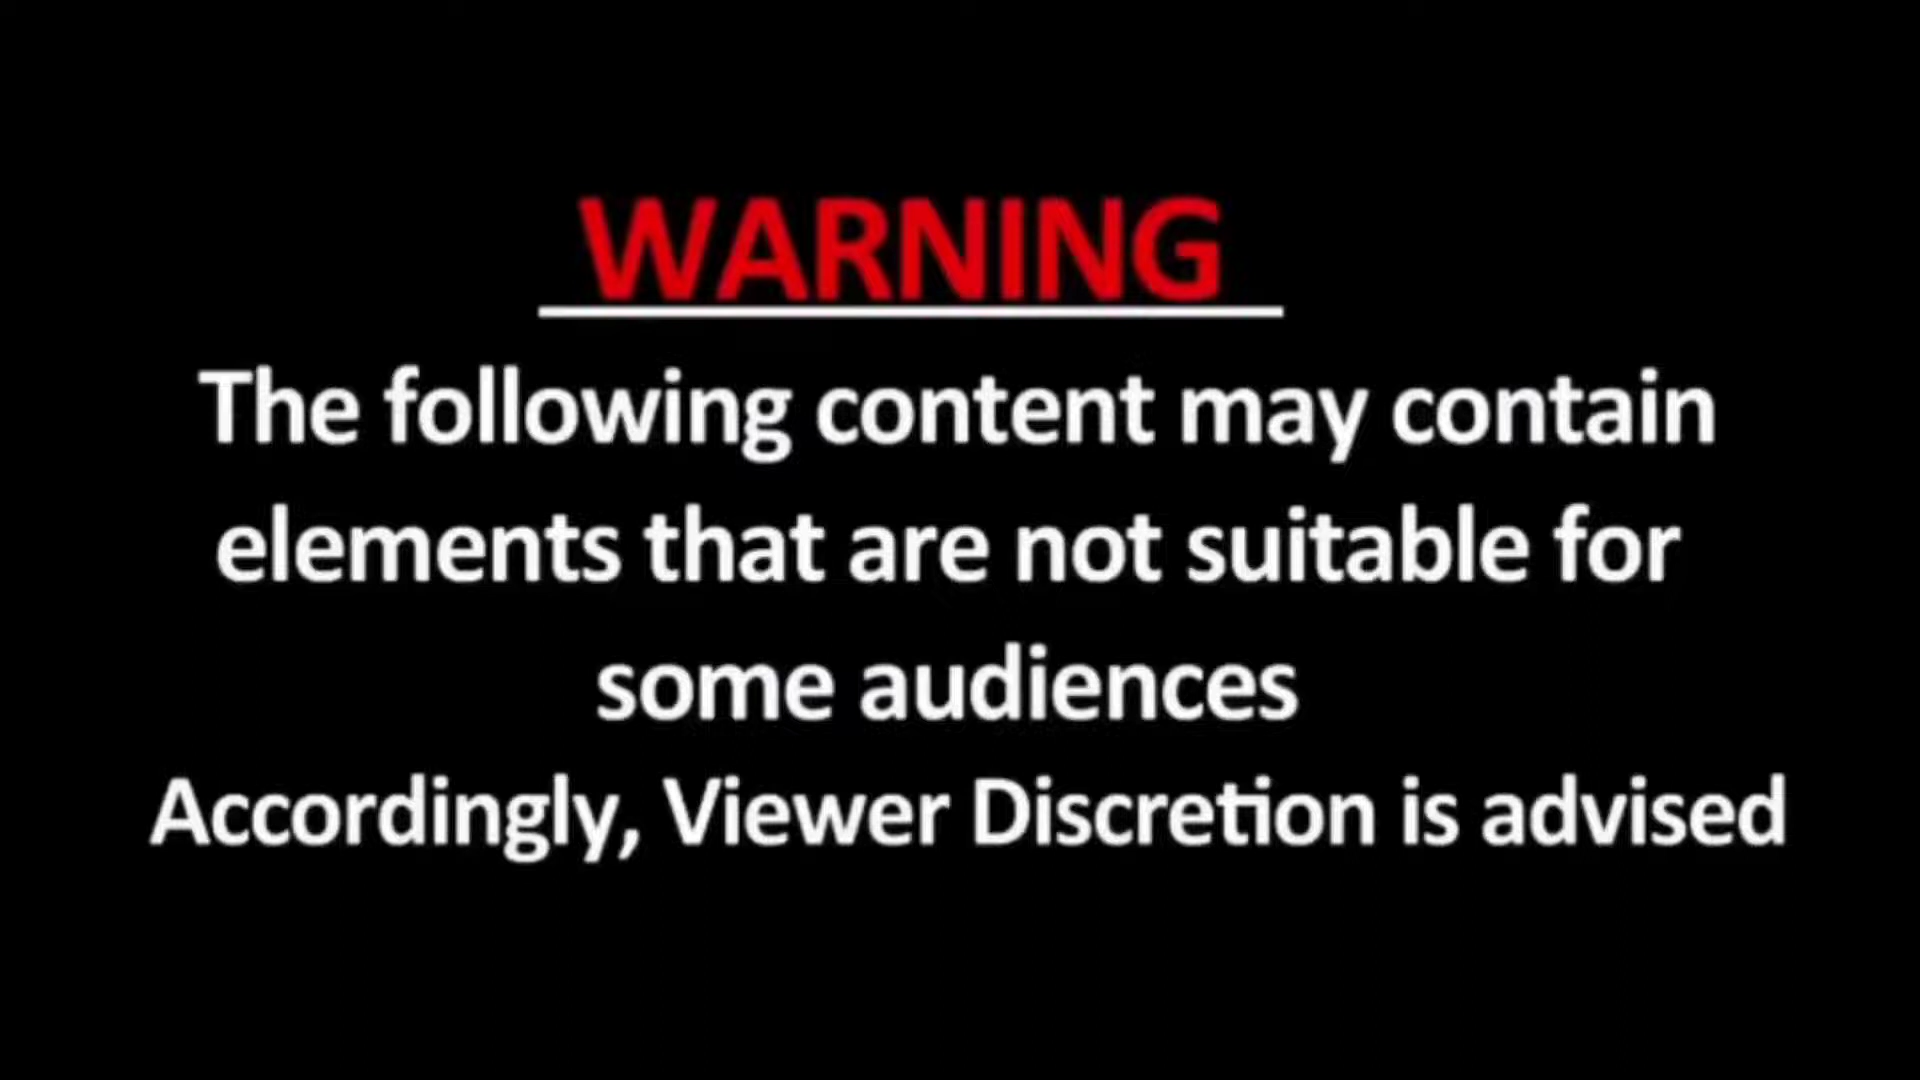 WARNING
The following content may contain
elements that are not suitable for
some audiences
Accordingly, Viewer Discretion is advised